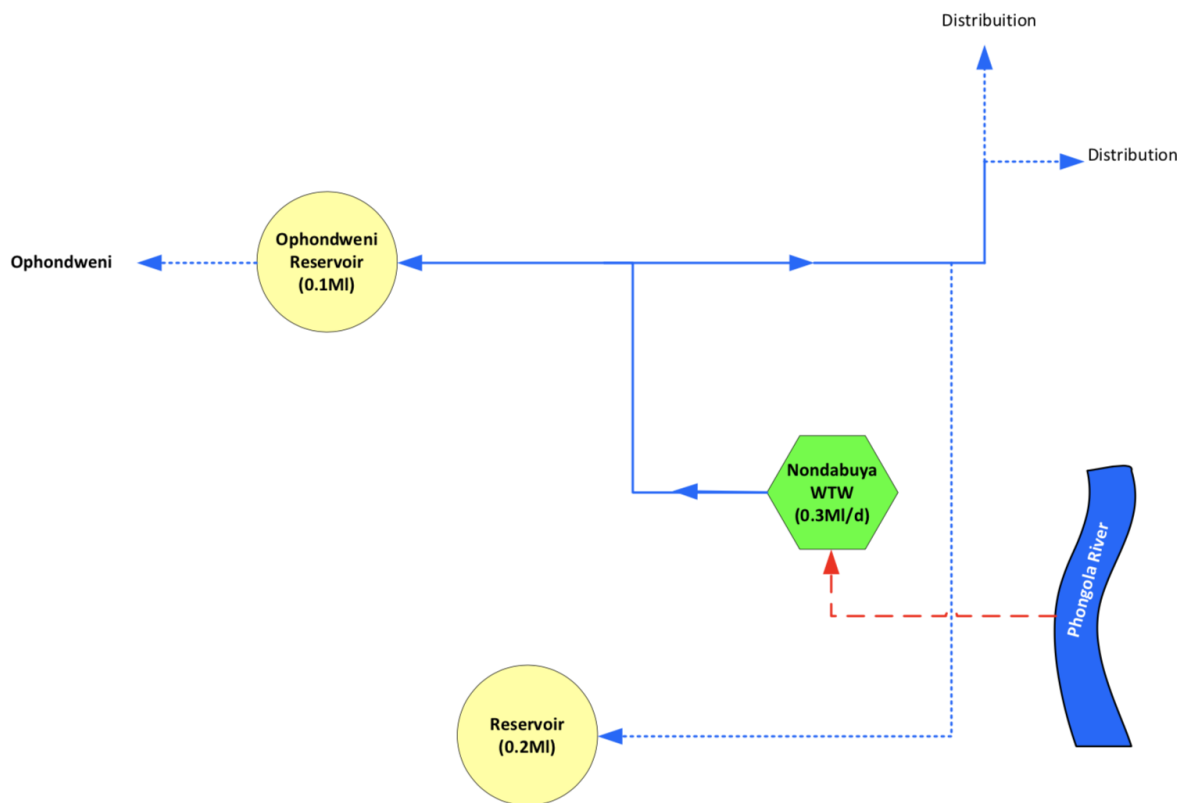 Distribuition
Distribution
Ophondweni
Ophondweni
Reservoir
(0.1Ml)
Nondabuya
WTW
(0.3Ml/d)
Phongola River
Reservoir
(0.2Ml)